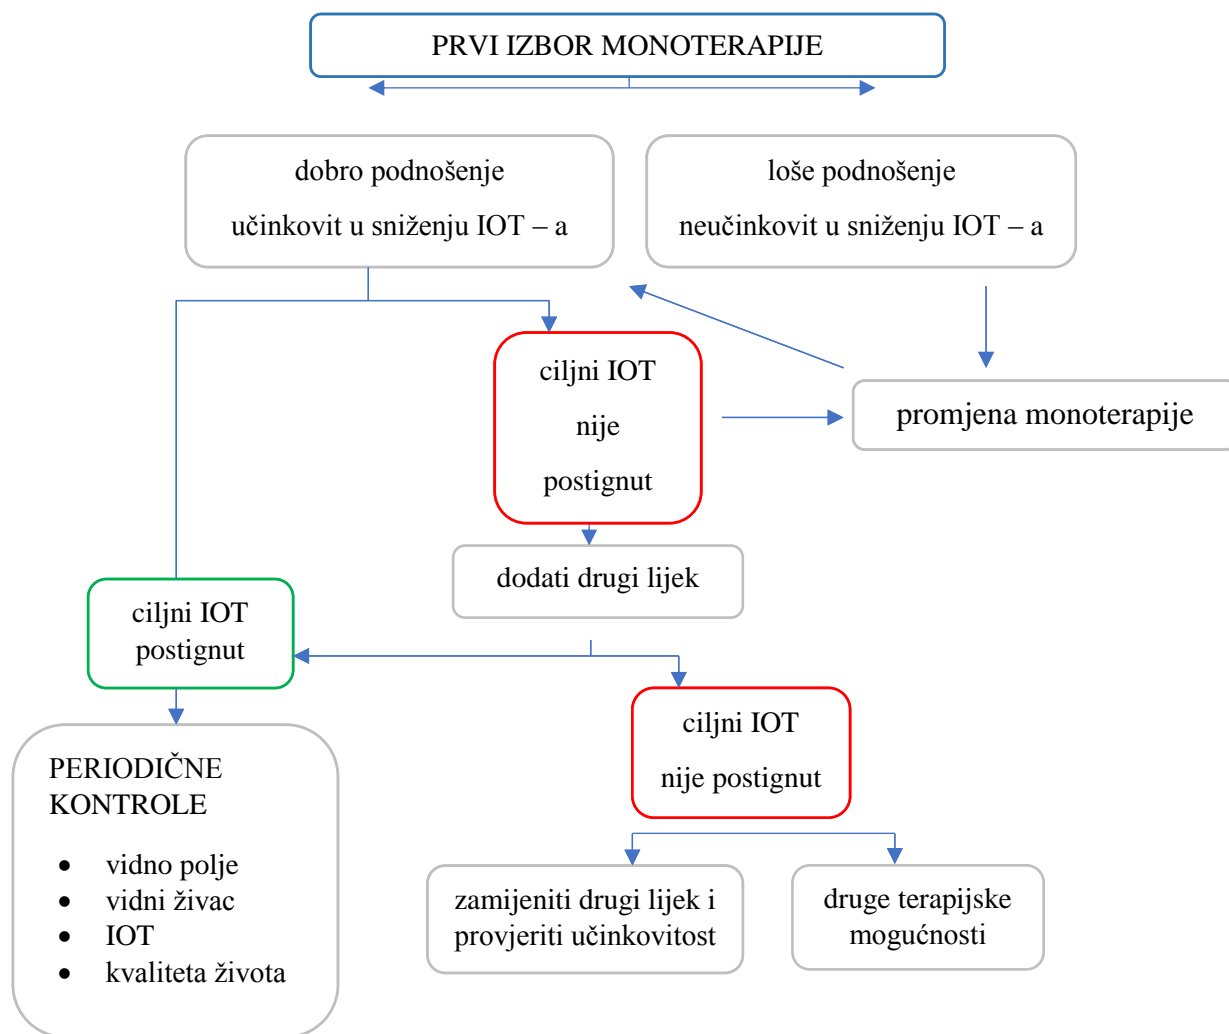 PRVI IZBOR MONOTERAPIJE
dobro podnošenje
učinkovit u sniženju IOT – a
loše podnošenje
neučinkovit u sniženju IOT – a
ciljni IOT
nije
postignut
promjena monoterapije
dodati drugi lijek
ciljni IOT
postignut
ciljni IOT
nije postignut
PERIODIČNE
KONTROLE
• vidno polje
• vidni živac
• IOT
• kvaliteta života
zamijeniti drugi lijek i
provjeriti učinkovitost
druge terapijske
mogućnosti